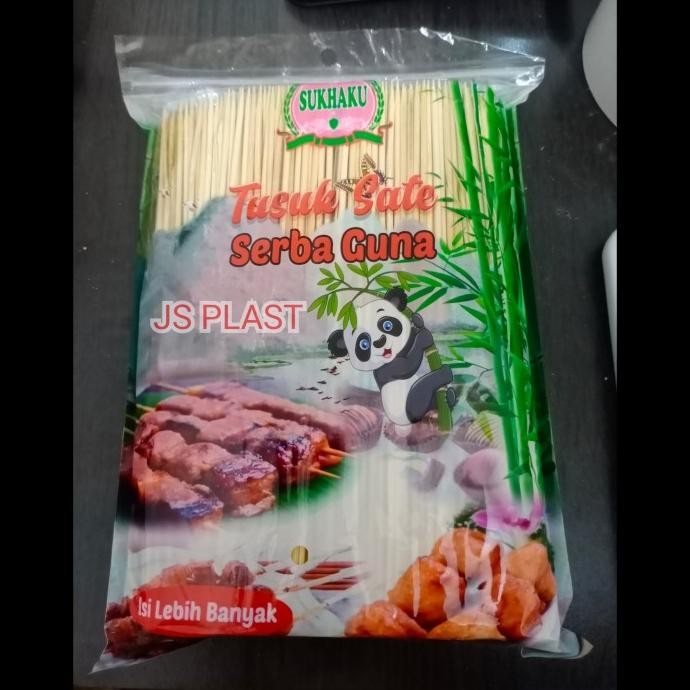 SUKHAKU
Tusuk Sate
Serba Guna
JS PLAST
Isi Lebih Banyak